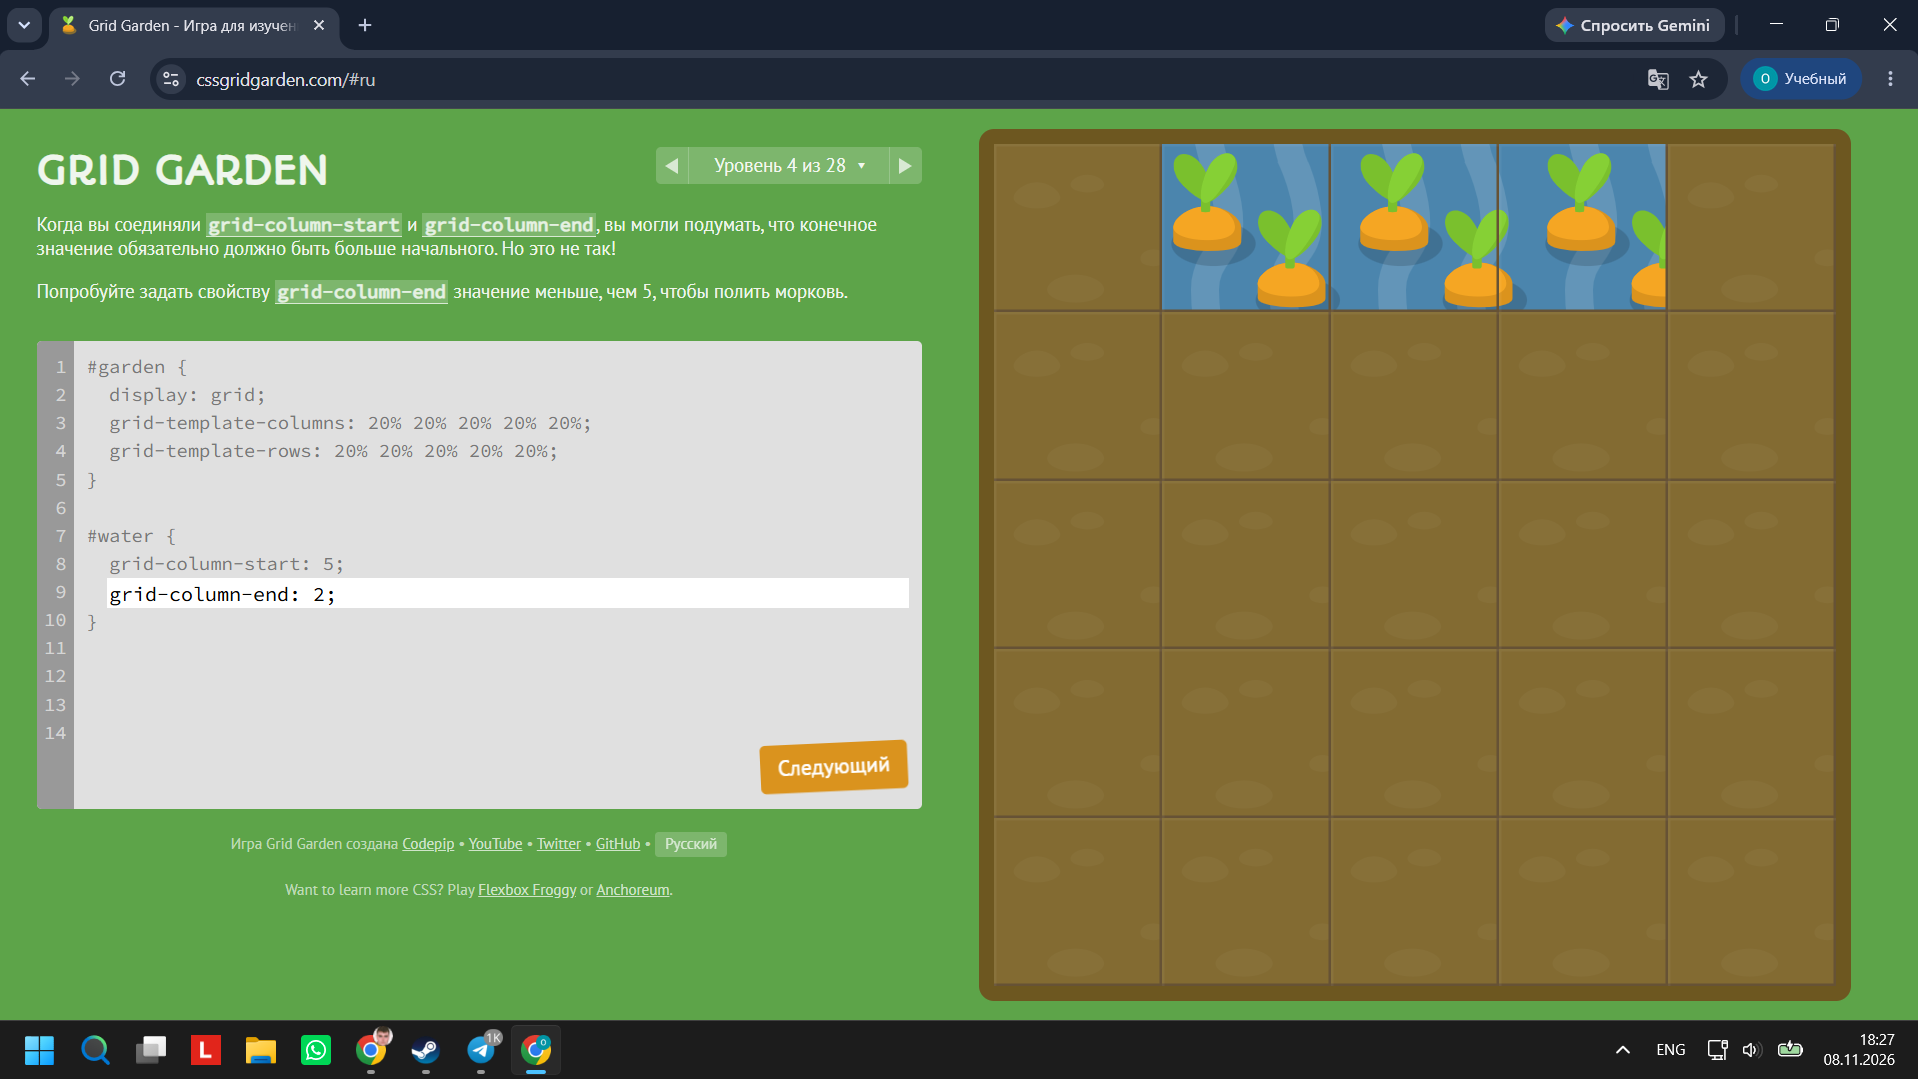 Grid Garden - Игра для изучен
Спросить Gemini
cssgridgarden.com/#ru
О
Учебный
GRID GARDEN
Уровень 4 из 28
Когда вы соединяли grid-column-start и grid-column-end, вы могли подумать, что конечное
значение обязательно должно быть больше начального. Но это не так!
Попробуйте задать свойству grid-column-end значение меньше, чем 5, чтобы полить морковь.
1 #garden {
2 display: grid;
3 grid-template-columns: 20% 20% 20% 20% 20%;
4 grid-template-rows: 20% 20% 20% 20% 20%;
5 }
6
7 #water {
8 grid-column-start: 5;
9 grid-column-end: 2;
10 }
11
12
13
14
Следующий
Игра Grid Garden создана Codepip • YouTube • Twitter • GitHub • Русский
Want to learn more CSS? Play Flexbox Froggy or Anchoreum.
L
1K
О
ENG
18:27
08.11.2026